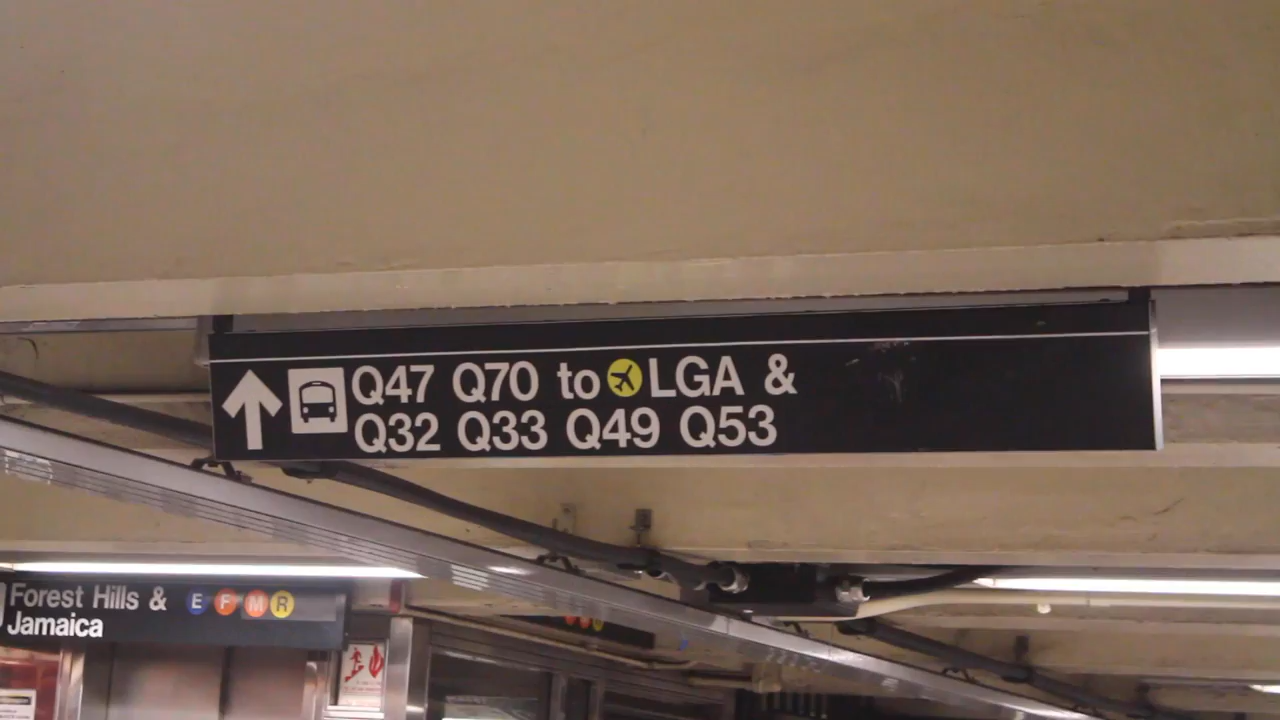 Q47 Q70 to LGA &
Q32 Q33 Q49 Q53
Forest Hills & E F M R
Jamaica